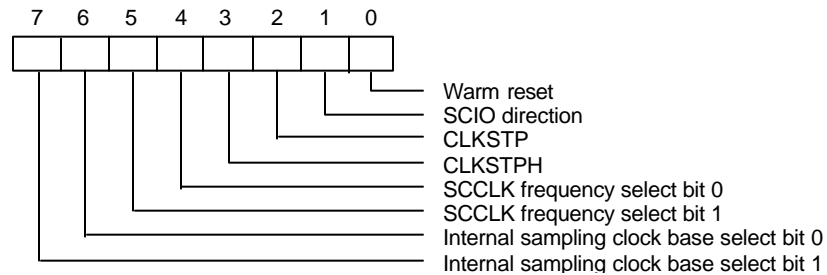 7 6 5 4 3 2 1 0
Warm reset
SCIO direction
CLKSTP
CLKSTPH
SCCLK frequency select bit 0
SCCLK frequency select bit 1
Internal sampling clock base select bit 0
Internal sampling clock base select bit 1